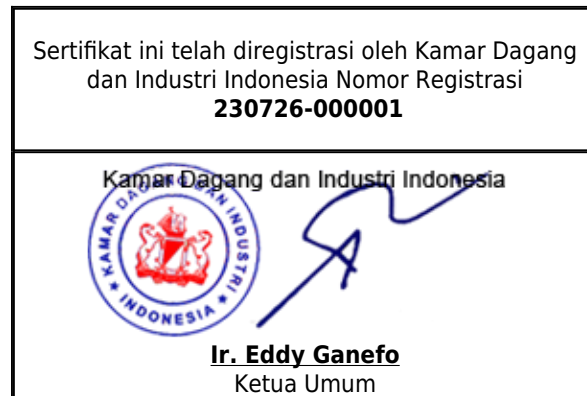 Sertifikat ini telah diregistrasi oleh Kamar Dagang
dan Industri Indonesia Nomor Registrasi
230726-000001
Kamar Dagang dan Industri Indonesia
KAMAR DAGANG DAN INDUSTRI
* INDONESIA *
Ir. Eddy Ganefo
Ketua Umum